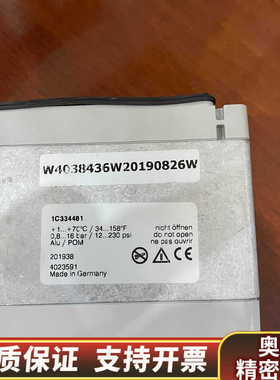 W4038436W20190826W
1C334481
+1...+70°C / 34...158°F
0,8...16 bar / 12...230 psi
Alu / POM
nicht öffnen
do not open
ne pas ouvrir
201938
4023591
Made in Germany
质保证 支持开票
奥
精密